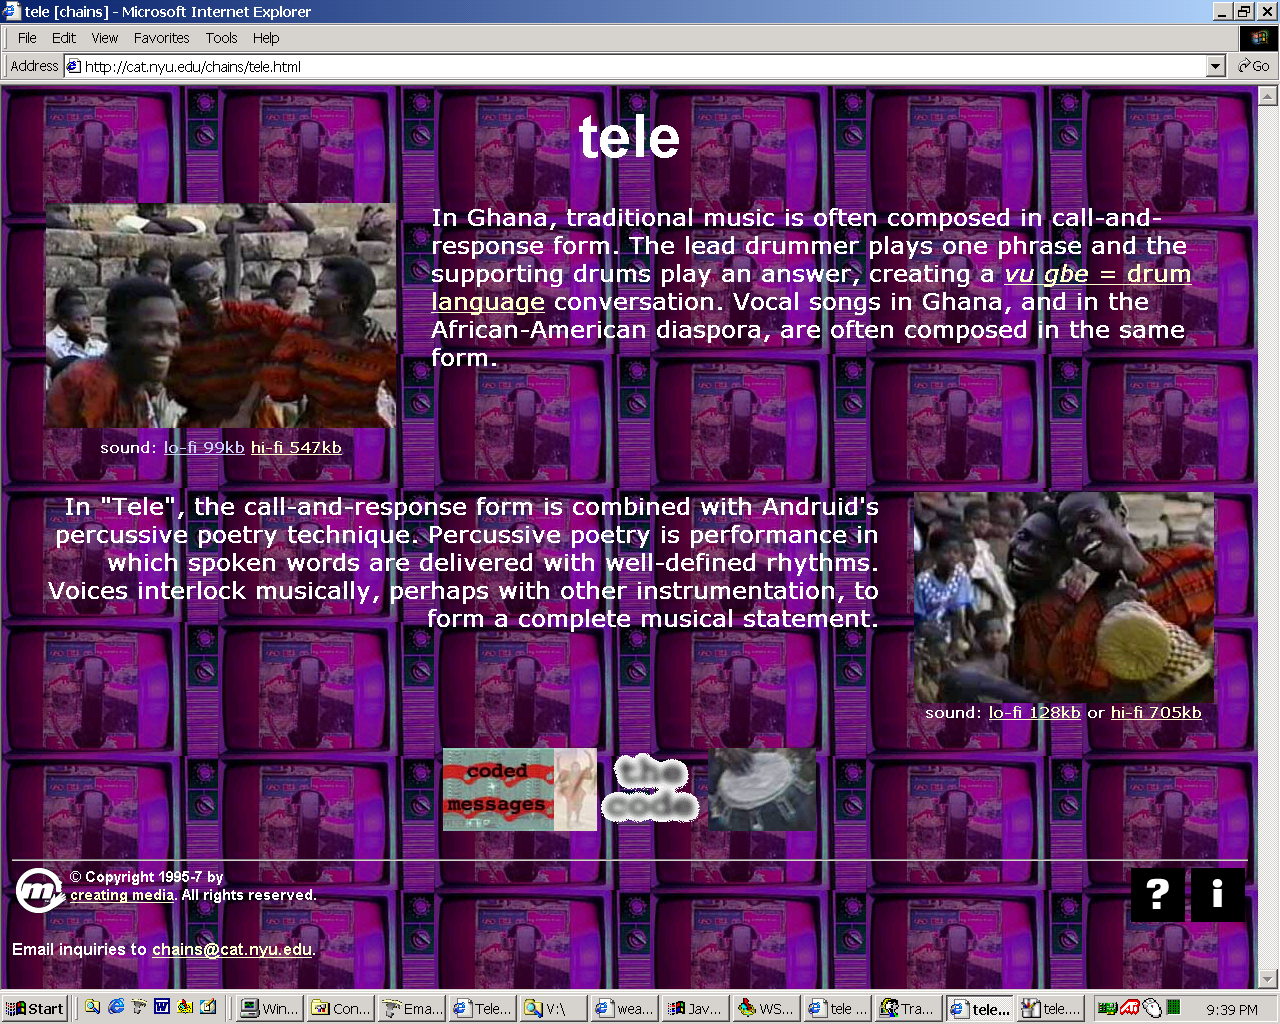 tele [chains] - Microsoft Internet Explorer
File Edit View Favorites Tools Help
Address http://cat.nyu.edu/chains/tele.html Go
tele
In Ghana, traditional music is often composed in call-and-
response form. The lead drummer plays one phrase and the
supporting drums play an answer, creating a vu gbe = drum
language conversation. Vocal songs in Ghana, and in the
African-American diaspora, are often composed in the same
form.
sound: lo-fi 99kb hi-fi 547kb
In "Tele", the call-and-response form is combined with Andruid's
percussive poetry technique. Percussive poetry is performance in
which spoken words are delivered with well-defined rhythms.
Voices interlock musically, perhaps with other instrumentation, to
form a complete musical statement.
sound: lo-fi 128kb or hi-fi 705kb
coded
messages
the
code
m
© Copyright 1995-7 by
creating media. All rights reserved.
? i
Email inquiries to chains@cat.nyu.edu.
Start Win... Con... Ema... Tele... V:\ wea... Jav... WS... tele ... Tra... tele... tele.... 9:39 PM